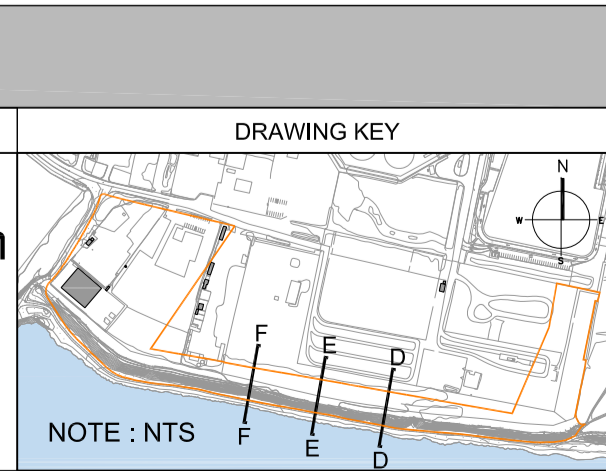 DRAWING KEY
N
W E
S
F E D
F E D
NOTE : NTS